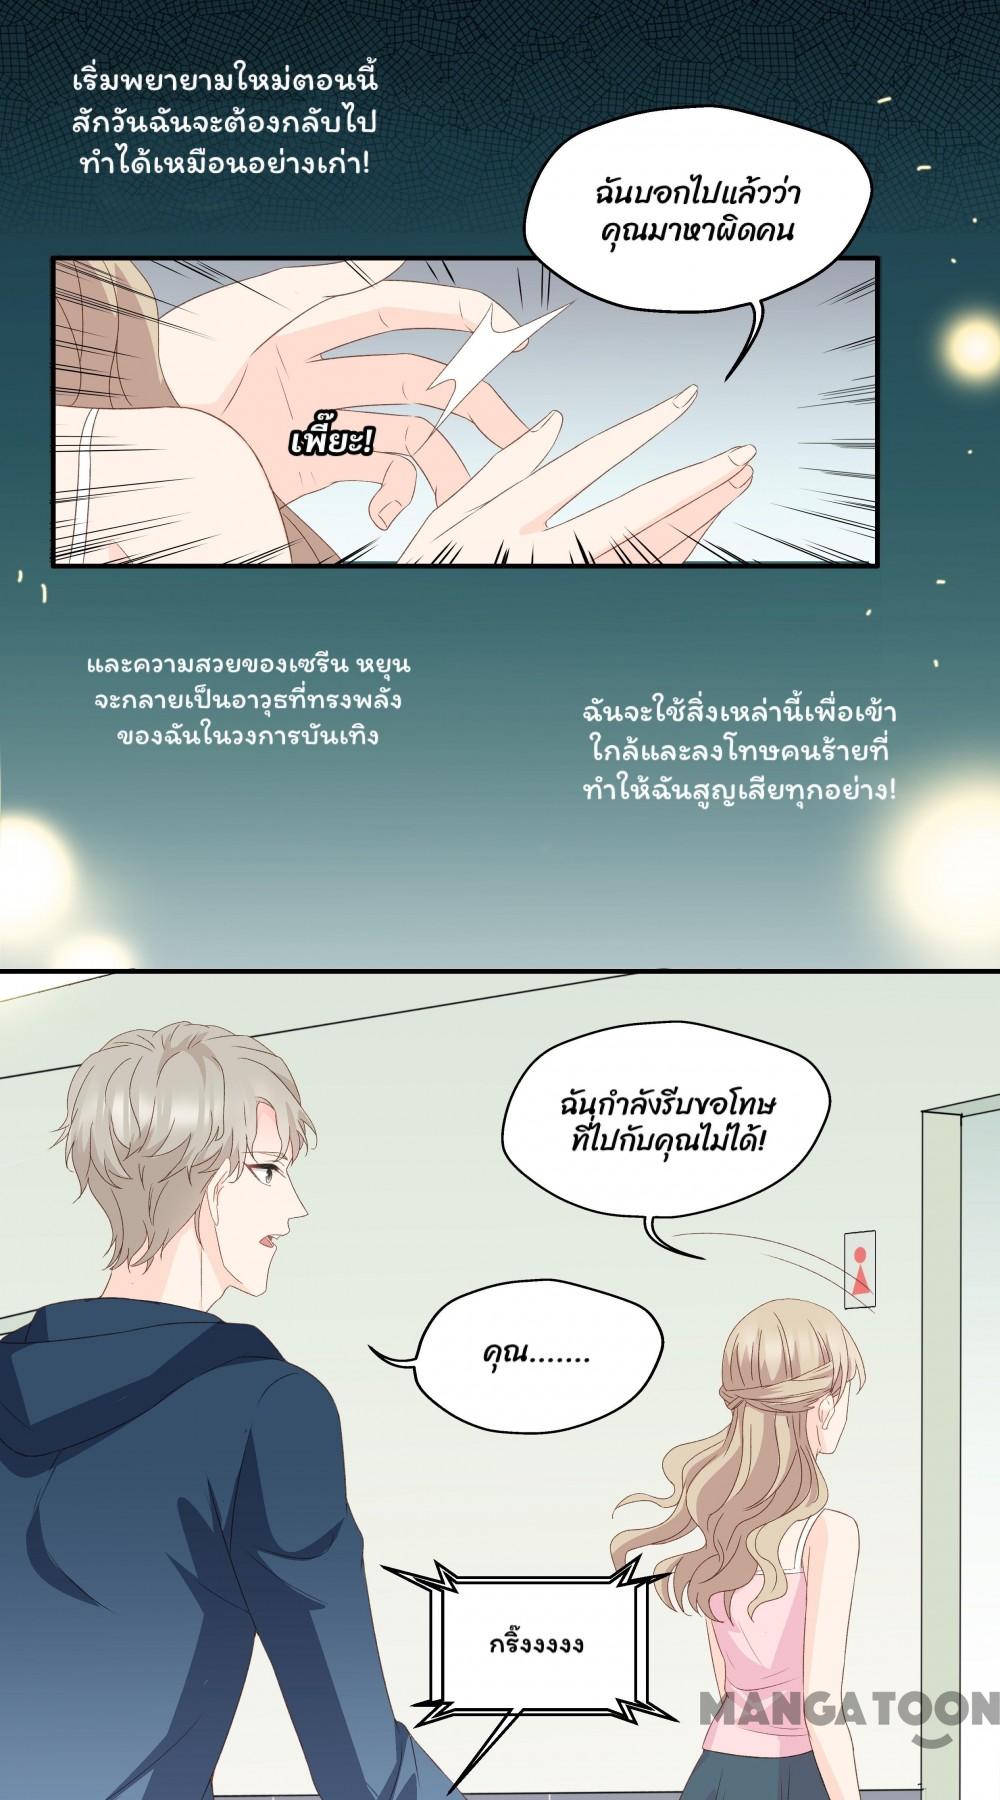 เริ่มพยายามใหม่ตอนนี้
สักวันฉันจะต้องกลับไป
ทำได้เหมือนอย่างเก่า!
ฉันบอกไปแล้วว่า
คุณมาหาผิดคน
เพี๊ยะ!
และความสวยของเซรีน หยุน
จะกลายเป็นอาวุธที่ทรงพลัง
ของฉันในวงการบันเทิง
ฉันจะใช้สิ่งเหล่านี้เพื่อเข้า
ใกล้และลงโทษคนร้ายที่
ทำให้ฉันสูญเสียทุกอย่าง!
ฉันกำลังรีบขอโทษ
ที่ไปกับคุณไม่ได้!
คุณ.......
กริ๊งงงงง
MANGATOON